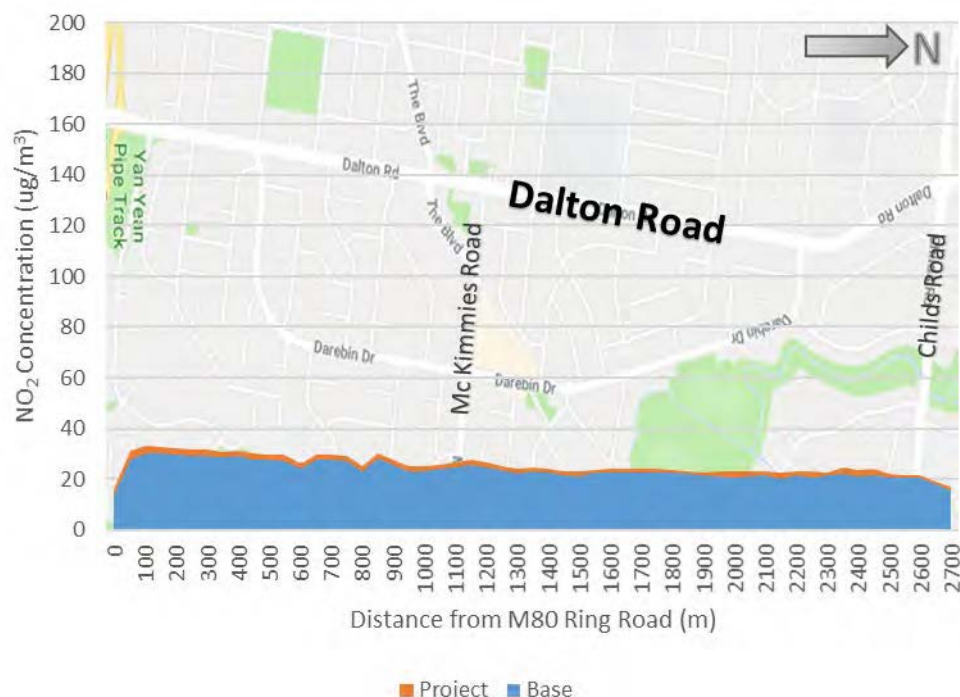 200
180
160
140
120
100
80
60
40
20
0
NO₂ Concentration (ug/m³)
N
The Blvd
Yan Yean
Pipe Track
Dalton Rd
Dalton Road
Dalton Rd
The Blvd
Mc Kimmies Road
Childs Road
Darebin Dr
Darebin Dr
Darebin Dr
0
100
200
300
400
500
600
700
800
900
1000
1100
1200
1300
1400
1500
1600
1700
1800
1900
2000
2100
2200
2300
2400
2500
2600
2700
Distance from M80 Ring Road (m)
Project Base